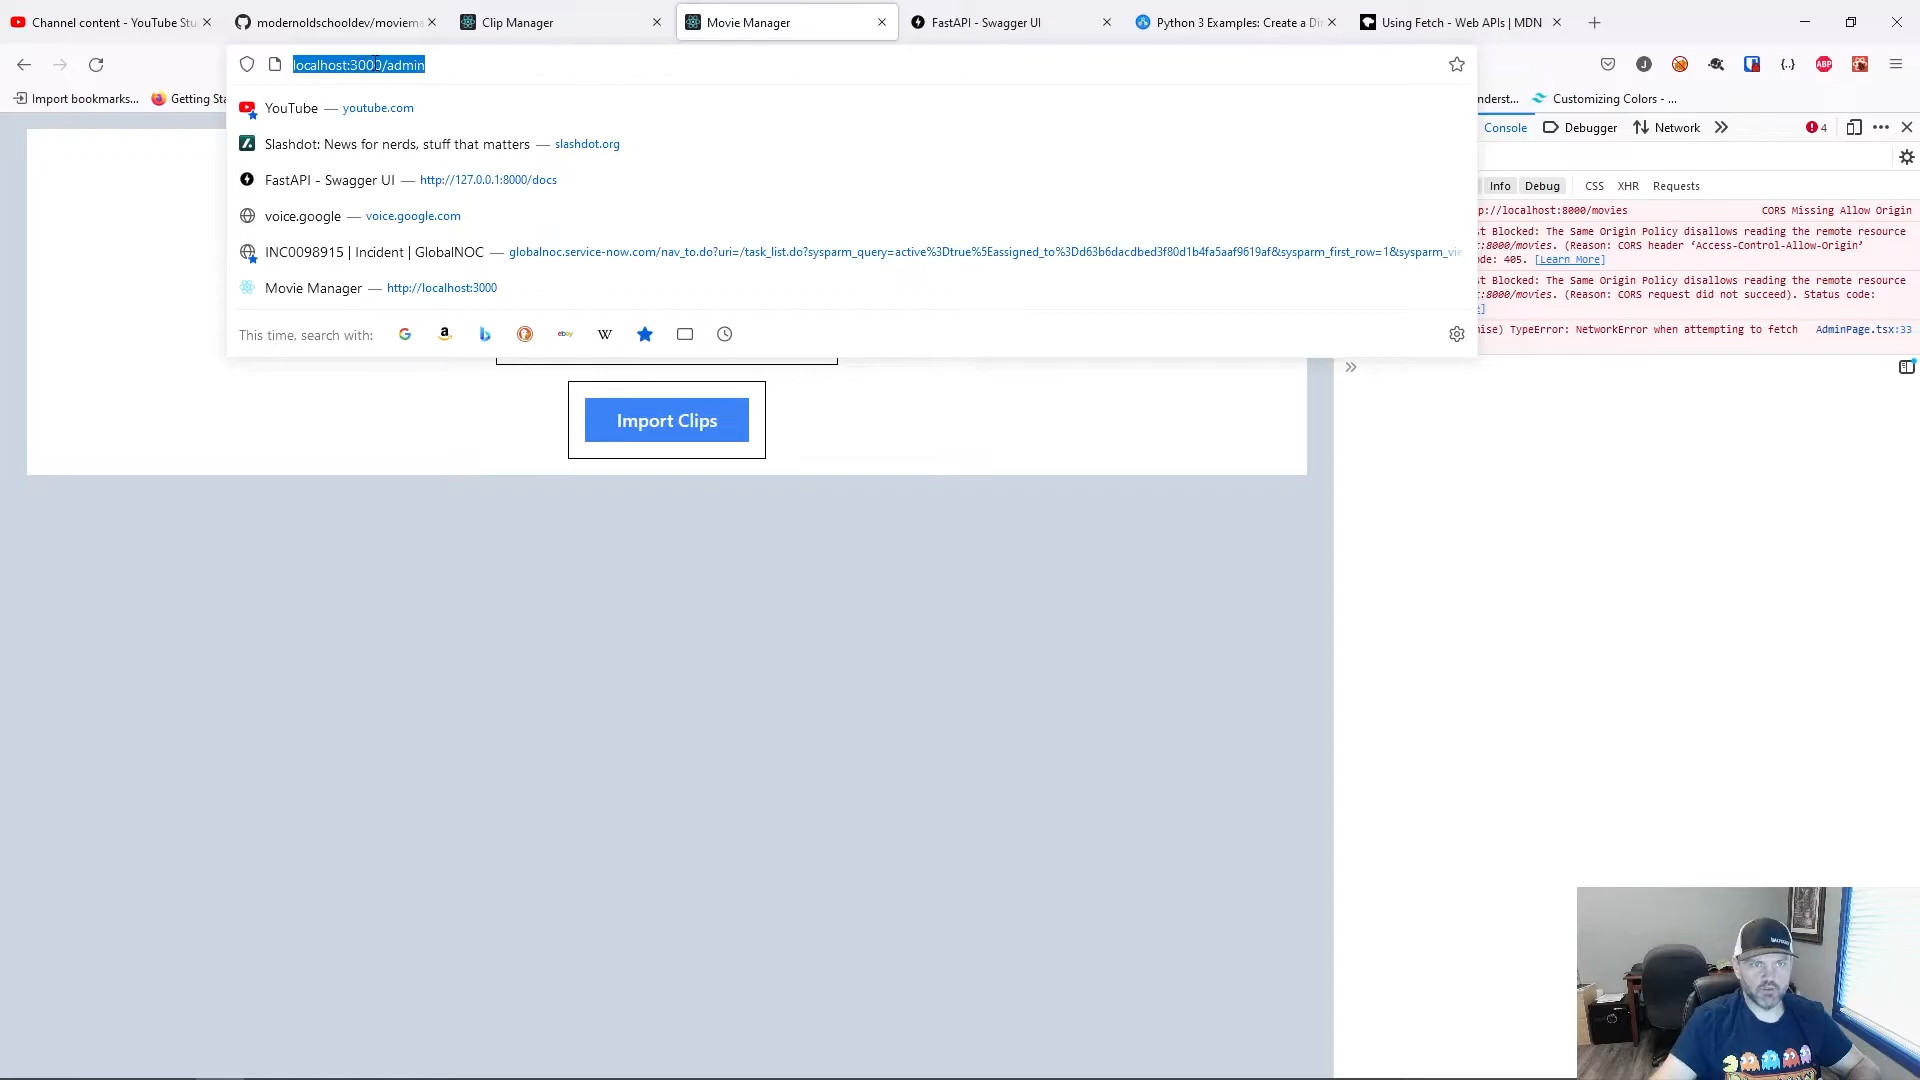 Channel content - YouTube Stu
modernoldschooldev/moviema
Clip Manager
Movie Manager
FastAPI - Swagger UI
Python 3 Examples: Create a Dir
Using Fetch - Web APIs | MDN
localhost:3000/admin
Import bookmarks...
Getting Sta
nderst...
Customizing Colors - ...
YouTube — youtube.com
Slashdot: News for nerds, stuff that matters — slashdot.org
FastAPI - Swagger UI — http://127.0.0.1:8000/docs
voice.google — voice.google.com
INC0098915 | Incident | GlobalNOC — globalnoc.service-now.com/nav_to.do?uri=/task_list.do?sysparm_query=active%3Dtrue%5Eassigned_to%3Dd63b6dacdbed3f80d1b4fa5aaf9619af&sysparm_first_row=1&sysparm_vie
Movie Manager — http://localhost:3000
This time, search with:
Import Clips
Console
Debugger
Network
4
Info
Debug
CSS
XHR
Requests
p://localhost:8000/movies
CORS Missing Allow Origin
st Blocked: The Same Origin Policy disallows reading the remote resource
:8000/movies. (Reason: CORS header ‘Access-Control-Allow-Origin’
ode: 405. [Learn More]
st Blocked: The Same Origin Policy disallows reading the remote resource
:8000/movies. (Reason: CORS request did not succeed). Status code:
e]
mise) TypeError: NetworkError when attempting to fetch
AdminPage.tsx:33